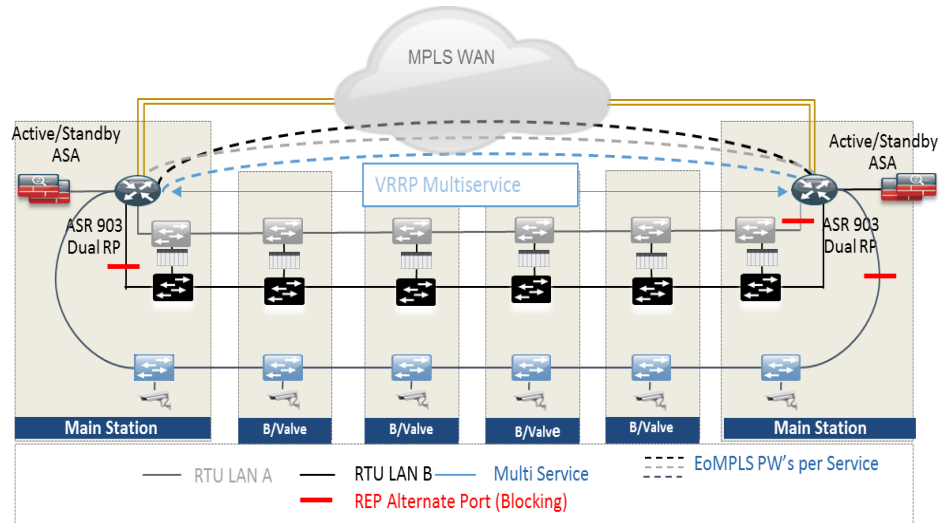 MPLS WAN
Active/Standby
ASA
Active/Standby
ASA
VRRP Multiservice
ASR 903
Dual RP
ASR 903
Dual RP
Main Station
B/Valve
B/Valve
B/Valve
B/Valve
Main Station
RTU LAN A
RTU LAN B
Multi Service
EoMPLS PW's per Service
REP Alternate Port (Blocking)